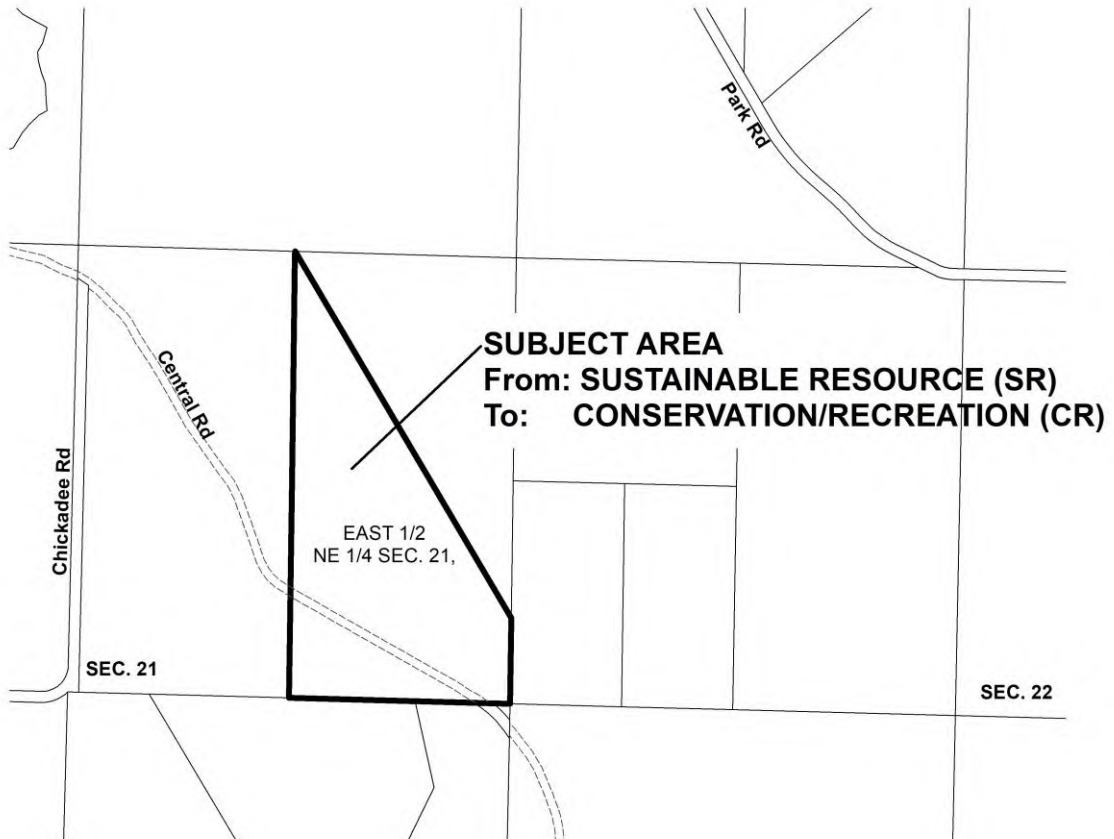 Park Rd
SUBJECT AREA
From: SUSTAINABLE RESOURCE (SR)
To: CONSERVATION/RECREATION (CR)
Central Rd
Chickadee Rd
EAST 1/2
NE 1/4 SEC. 21,
SEC. 21
SEC. 22